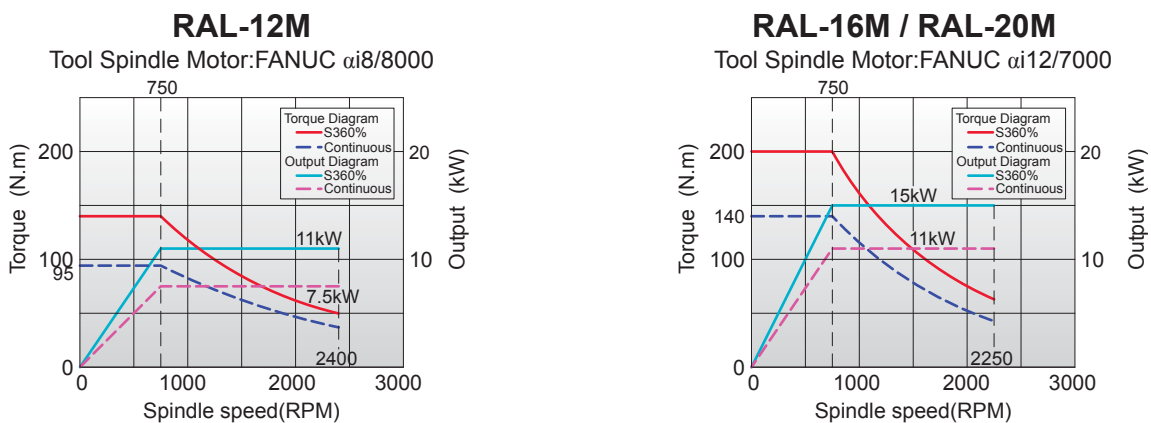 RAL-12M
Tool Spindle Motor:FANUC αi8/8000
750
Torque Diagram
S360%
Continuous
Output Diagram
S360%
Continuous
200
100
95
0
Torque (N.m)
20
10
Output (kW)
11kW
7.5kW
2400
0
1000
2000
3000
Spindle speed(RPM)
RAL-16M / RAL-20M
Tool Spindle Motor:FANUC αi12/7000
750
Torque Diagram
S360%
Continuous
Output Diagram
S360%
Continuous
200
140
100
0
Torque (N.m)
20
10
Output (kW)
15kW
11kW
2250
0
1000
2000
3000
Spindle speed(RPM)